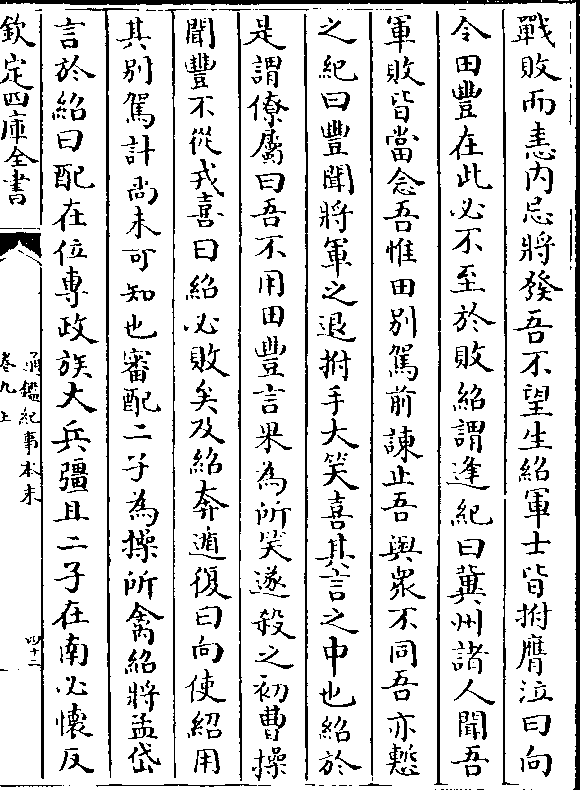 戰敗而恚内忌將發吾不望生紹軍士皆拊膺泣曰向
令田豐在此必不至於敗紹謂逢紀曰冀州諸人聞吾
軍敗皆當念吾惟田别駕前諫止吾與衆不同吾亦慙
之紀曰豐聞將軍之退拊手大笑喜其言之中也紹於
是謂僚屬曰吾不用田豐言果為所笑遂殺之初曹操
聞豐不從戎喜曰紹必敗矣及紹奔遁復曰向使紹用
其别駕計尚未可知也審配二子為操所禽紹將孟岱
言於紹曰配在位專政族大兵彊且二子在南必懷反
欽定四庫全書
通鑑紀事本末
卷九上
四十二